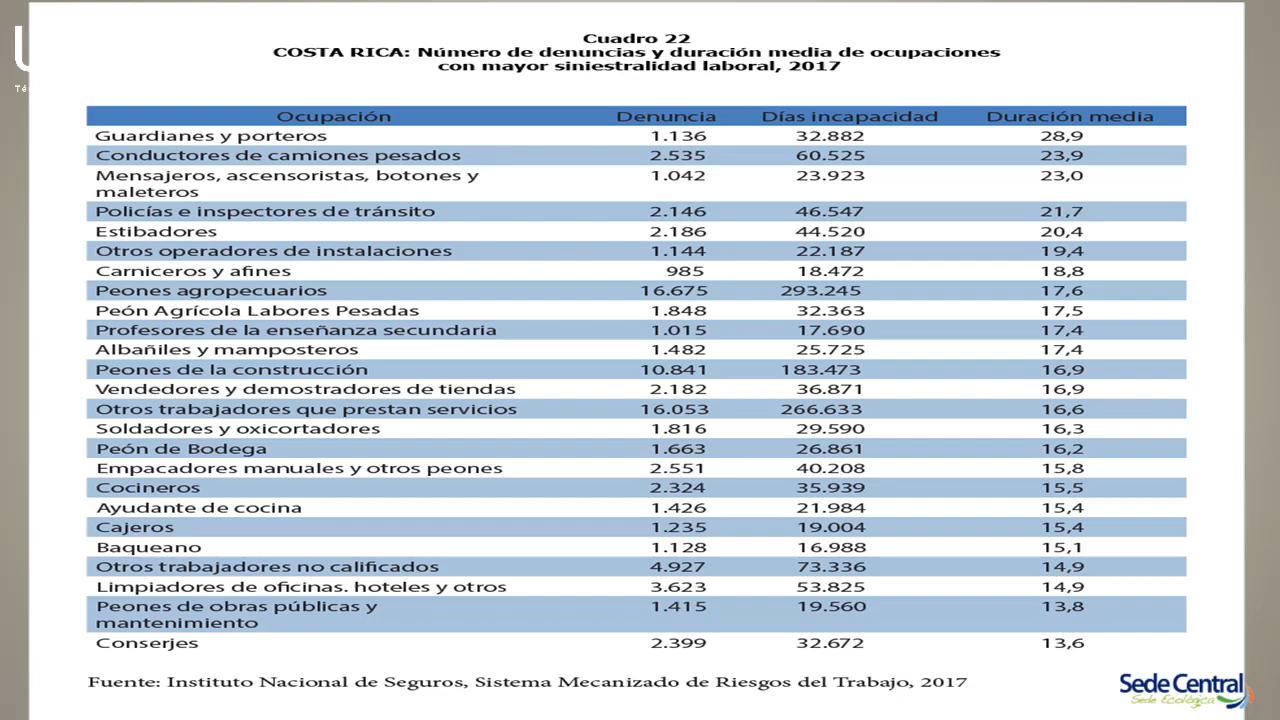 Cuadro 22
COSTA RICA: Número de denuncias y duración media de ocupaciones
con mayor siniestralidad laboral, 2017
Ocupación Denuncia Días incapacidad Duración media
Guardianes y porteros 1.136 32.882 28,9
Conductores de camiones pesados 2.535 60.525 23,9
Mensajeros, ascensoristas, botones y 1.042 23.923 23,0
maleteros
Policías e inspectores de tránsito 2.146 46.547 21,7
Estibadores 2.186 44.520 20,4
Otros operadores de instalaciones 1.144 22.187 19,4
Carniceros y afines 985 18.472 18,8
Peones agropecuarios 16.675 293.245 17,6
Peón Agrícola Labores Pesadas 1.848 32.363 17,5
Profesores de la enseñanza secundaria 1.015 17.690 17,4
Albañiles y mamposteros 1.482 25.725 17,4
Peones de la construcción 10.841 183.473 16,9
Vendedores y demostradores de tiendas 2.182 36.871 16,9
Otros trabajadores que prestan servicios 16.053 266.633 16,6
Soldadores y oxicortadores 1.816 29.590 16,3
Peón de Bodega 1.663 26.861 16,2
Empacadores manuales y otros peones 2.551 40.208 15,8
Cocineros 2.324 35.939 15,5
Ayudante de cocina 1.426 21.984 15,4
Cajeros 1.235 19.004 15,4
Baqueano 1.128 16.988 15,1
Otros trabajadores no calificados 4.927 73.336 14,9
Limpiadores de oficinas. hoteles y otros 3.623 53.825 14,9
Peones de obras públicas y 1.415 19.560 13,8
mantenimiento
Conserjes 2.399 32.672 13,6
Fuente: Instituto Nacional de Seguros, Sistema Mecanizado de Riesgos del Trabajo, 2017
Sede Central
Sede Ecológica